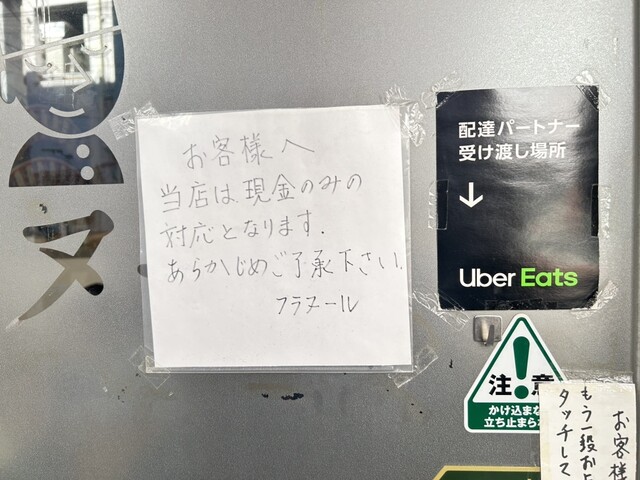 お客様へ
当店は、現金のみの
対応となります.
あらかじめご了承下さい.
フラヌール
配達パートナー
受け渡し場所
↓
Uber Eats
注!意
かけ込まな
立ち止まら
お客様
もう一段お
タッチレス
ヌ